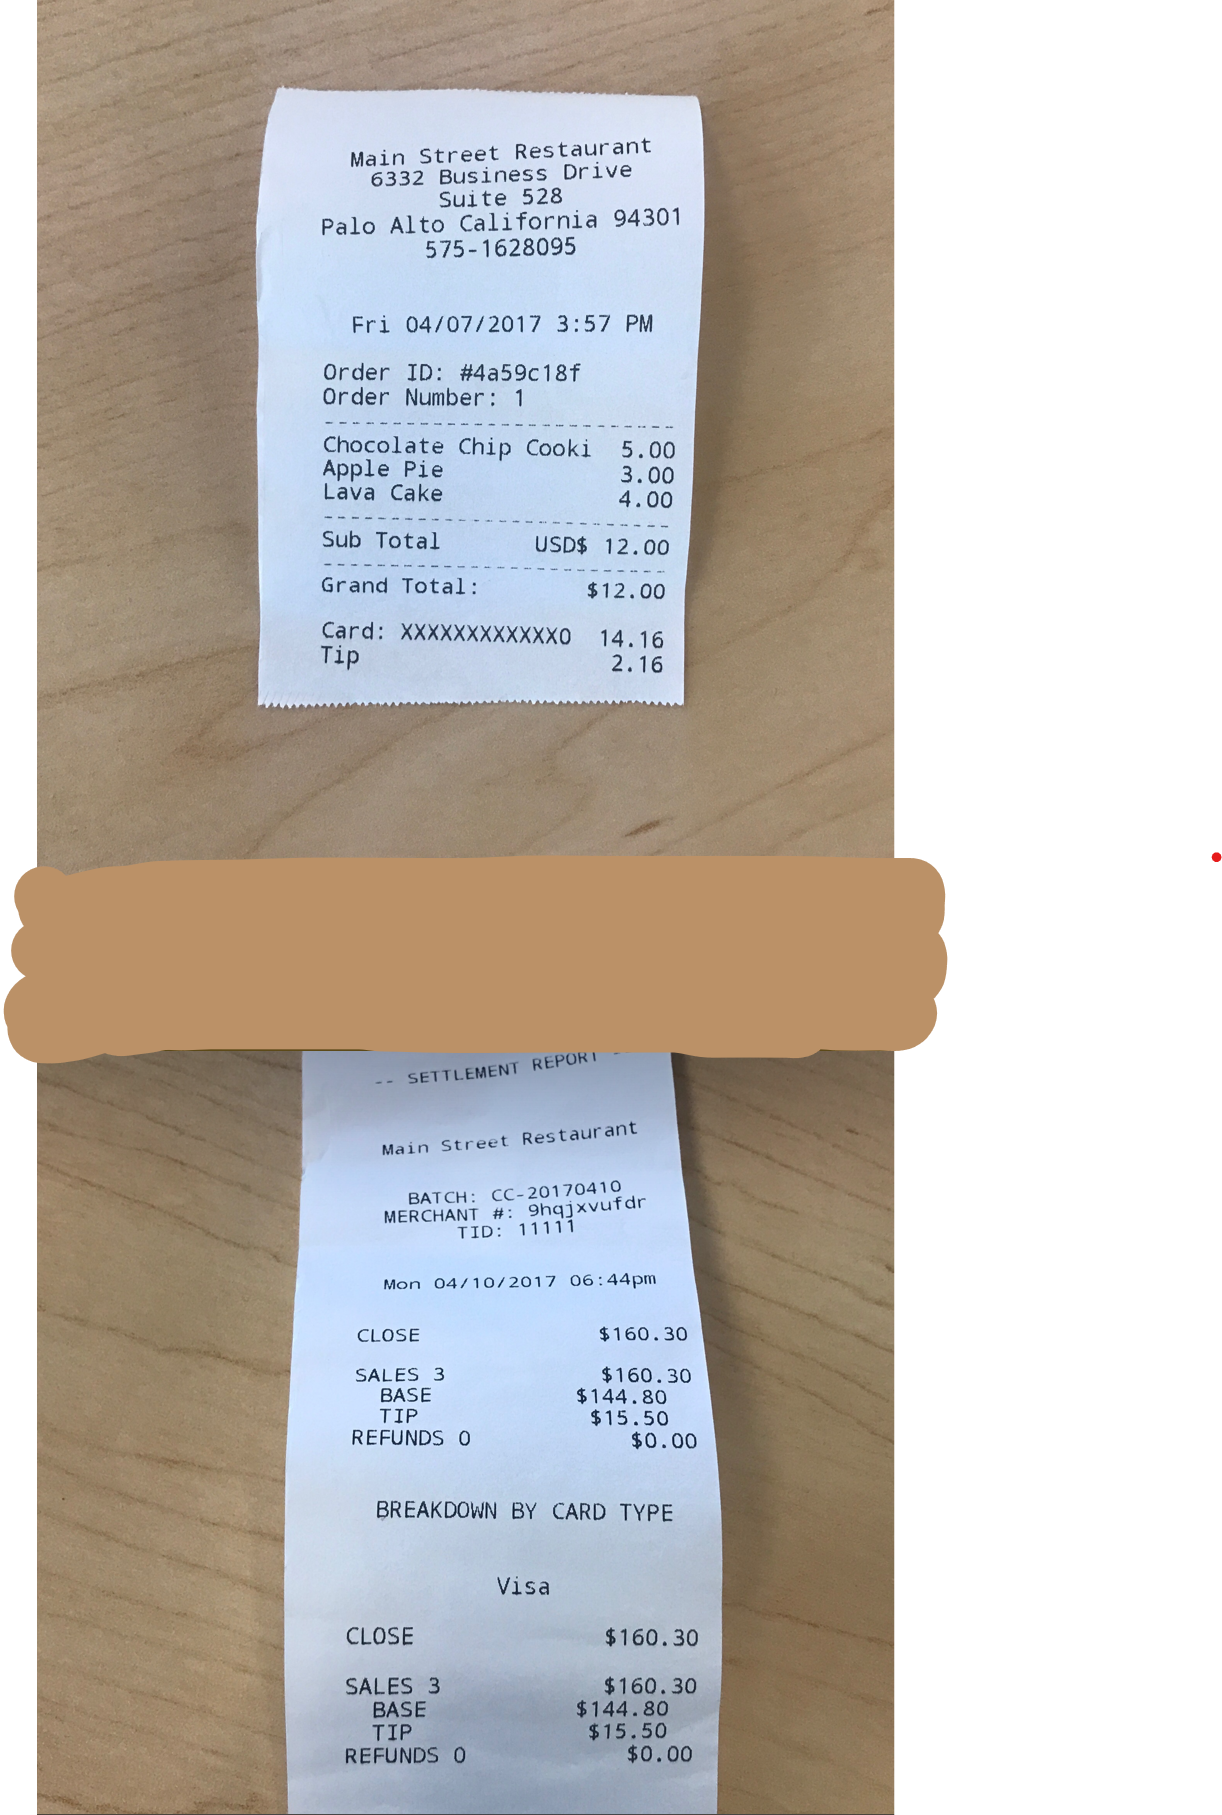 Main Street Restaurant
6332 Business Drive
Suite 528
Palo Alto California 94301
575-1628095
Fri 04/07/2017 3:57 PM
Order ID: #4a59c18f
Order Number: 1
Chocolate Chip Cooki 5.00
Apple Pie 3.00
Lava Cake 4.00
Sub Total USD$ 12.00
Grand Total: $12.00
Card: XXXXXXXXXXXX0 14.16
Tip 2.16
-- SETTLEMENT REPORT -
Main Street Restaurant
BATCH: CC-20170410
MERCHANT #: 9hqjxvufdr
TID: 11111
Mon 04/10/2017 06:44pm
CLOSE $160.30
SALES 3 $160.30
BASE $144.80
TIP $15.50
REFUNDS 0 $0.00
BREAKDOWN BY CARD TYPE
Visa
CLOSE $160.30
SALES 3 $160.30
BASE $144.80
TIP $15.50
REFUNDS 0 $0.00